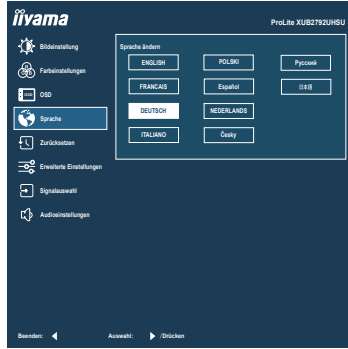 iiyama
ProLite XUB2792UHSU
Bildeinstellung
Farbeinstellungen
OSD
OSD
Sprache
Zurücksetzen
Erweiterte Einstellungen
Signalauswahl
Audioeinstellungen
Sprache ändern
ENGLISH
POLSKI
Русский
FRANCAIS
Español
日本語
DEUTSCH
NEDERLANDS
ITALIANO
Česky
Beenden:
Auswahl:
/Drücken